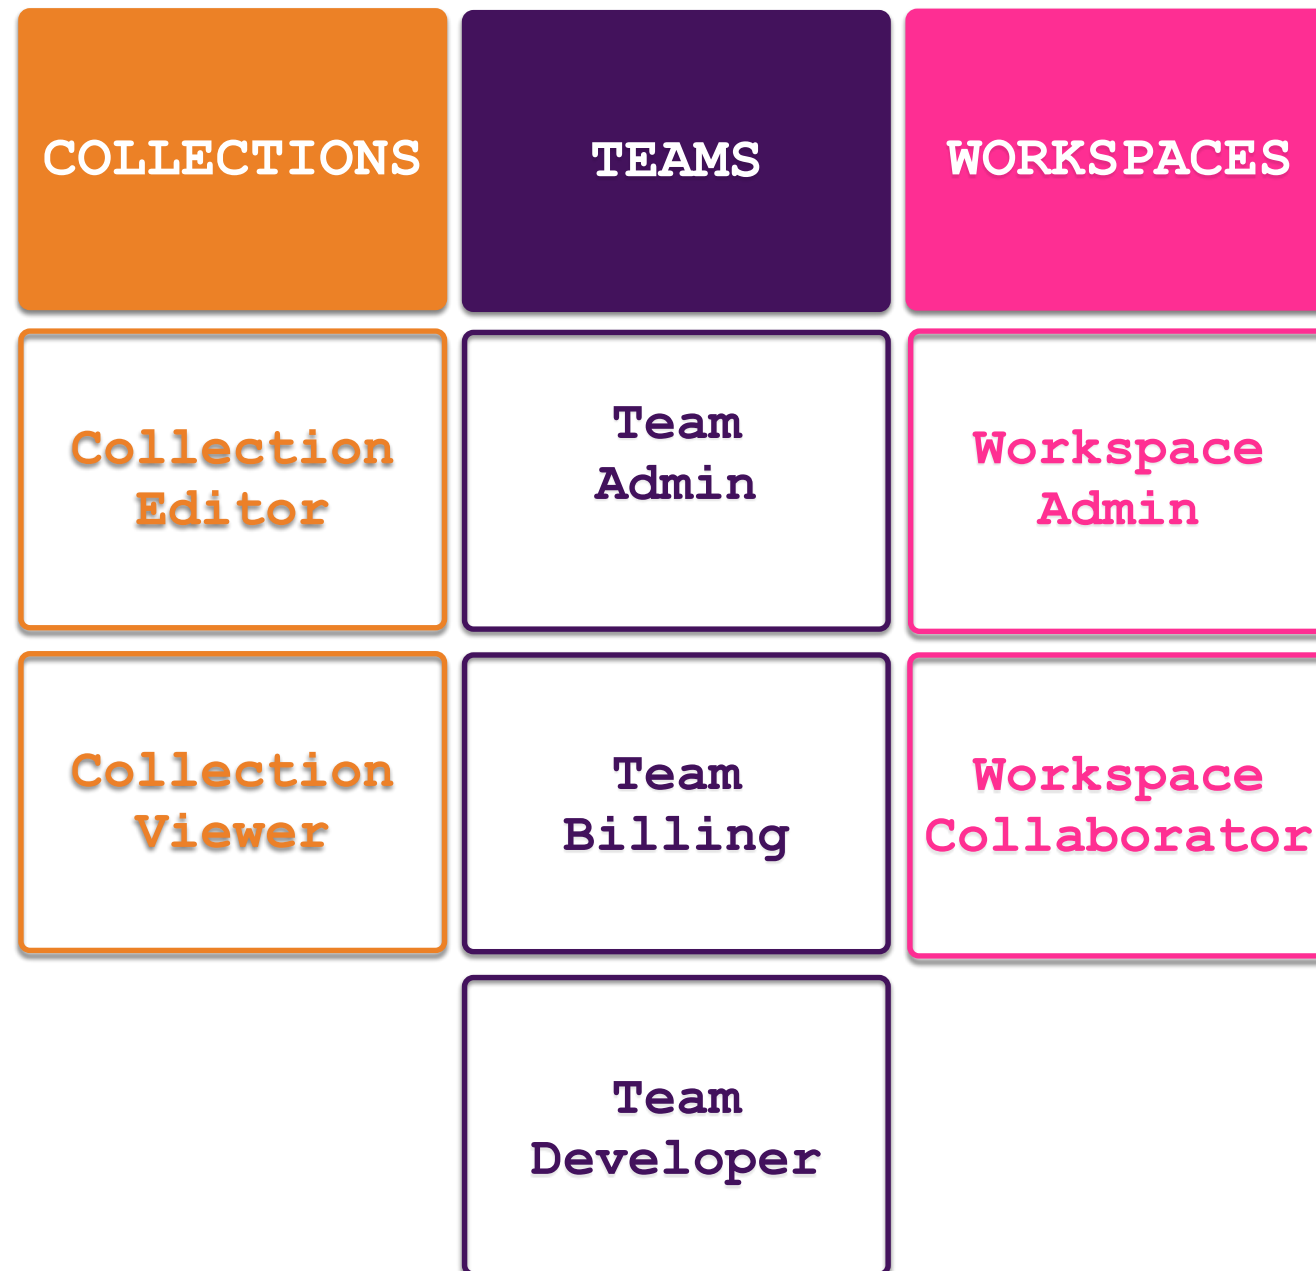 COLLECTIONS
TEAMS
WORKSPACES
Collection
Editor
Team
Admin
Workspace
Admin
Collection
Viewer
Team
Billing
Workspace
Collaborator
Team
Developer